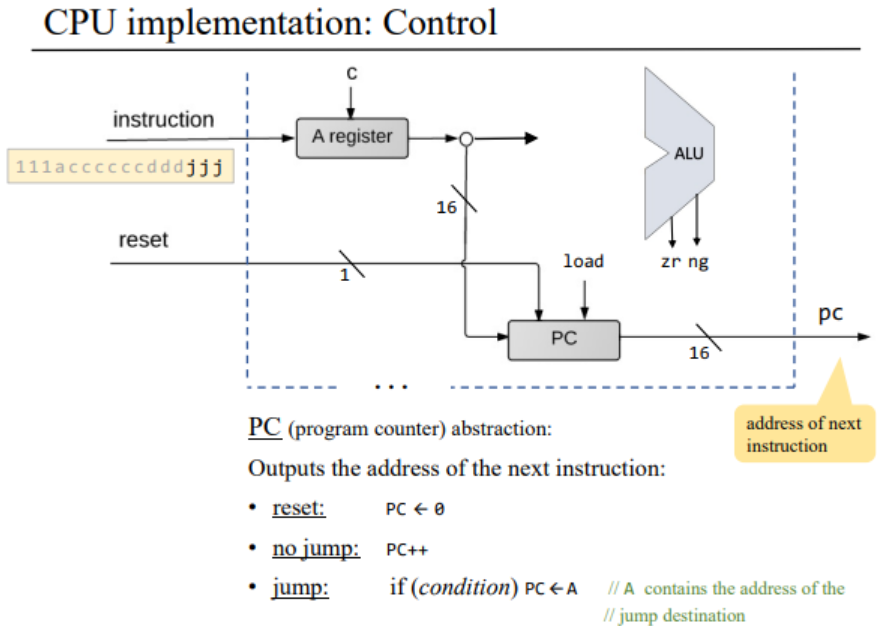 CPU implementation: Control
C
instruction
A register
ALU
111accccccdddjjj
16
reset
1
load
zr ng
PC
16
pc
...
address of next
instruction
PC (program counter) abstraction:
Outputs the address of the next instruction:
• reset: PC ← 0
• no jump: PC++
• jump: if (condition) PC ← A // A contains the address of the
// jump destination